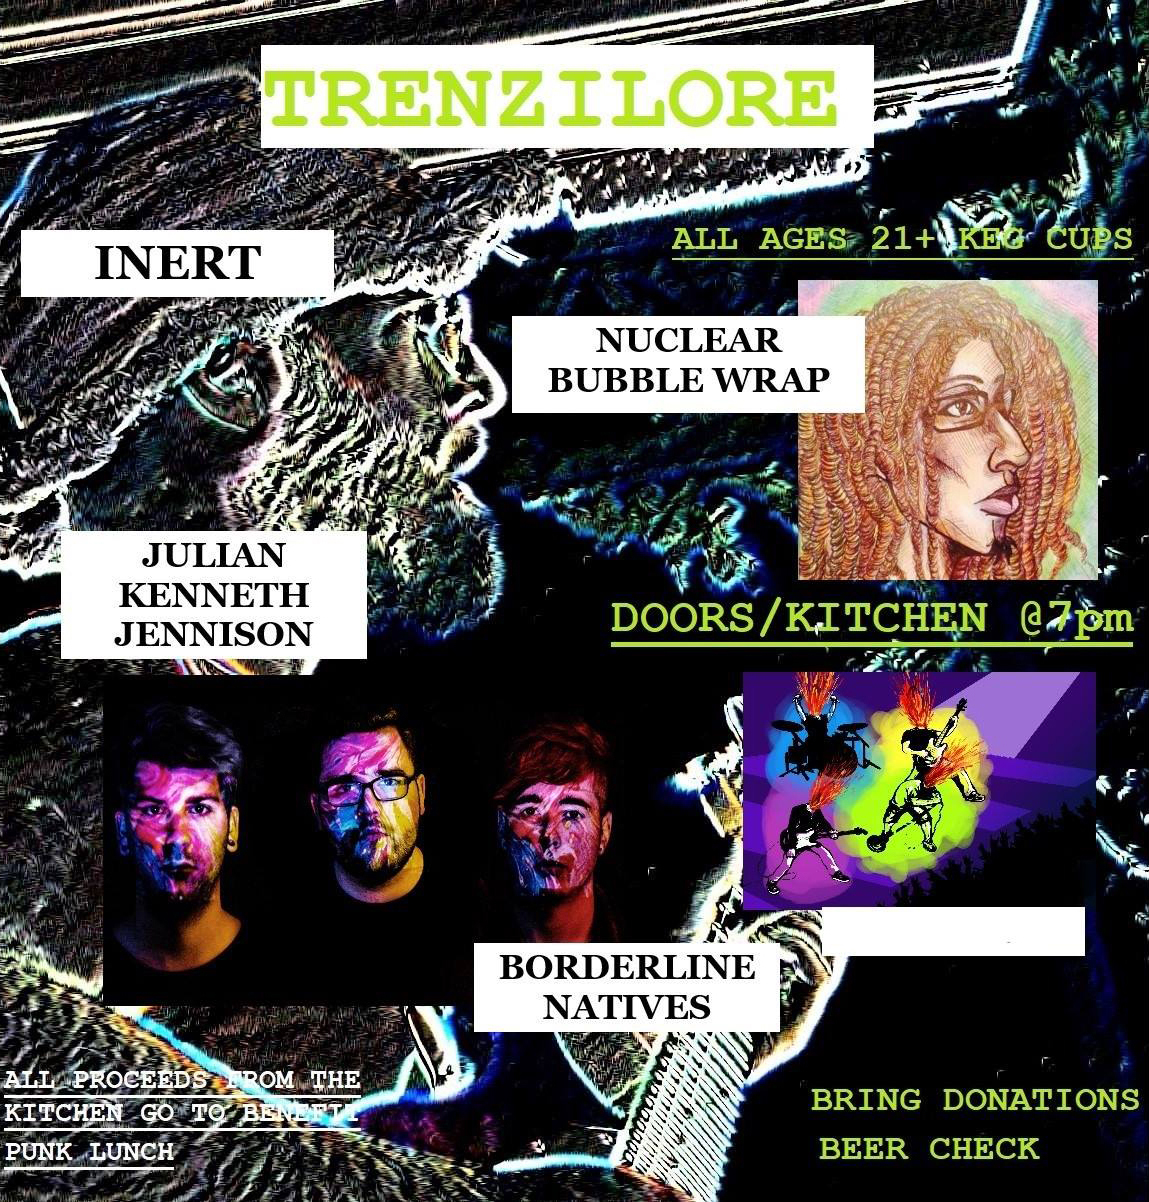 TRENZILORE
INERT
ALL AGES 21+ KEG CUPS
NUCLEAR
BUBBLE WRAP
JULIAN
KENNETH
JENNISON
DOORS/KITCHEN @7pm
BORDERLINE
NATIVES
ALL PROCEEDS FROM THE
KITCHEN GO TO BENEFIT
PUNK LUNCH
BRING DONATIONS
BEER CHECK